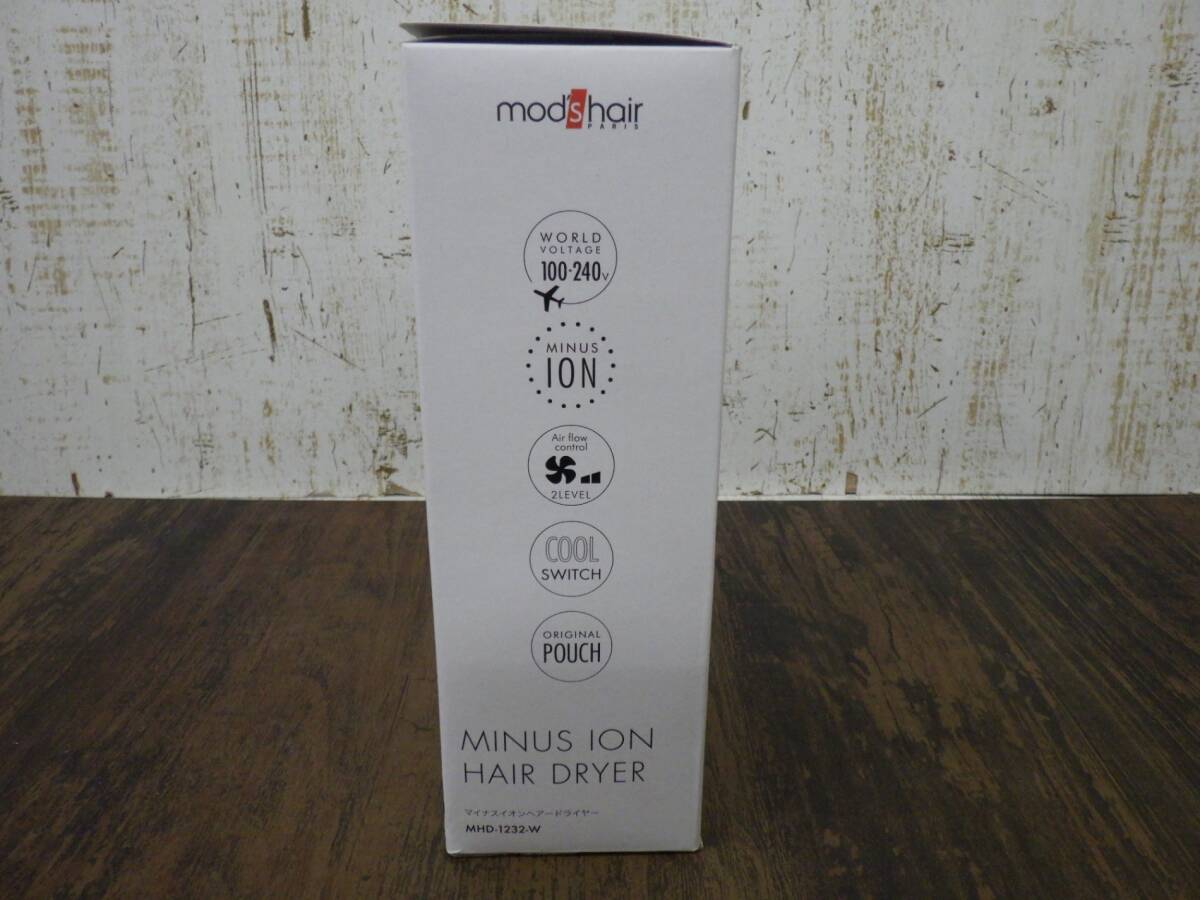 mod's hair
PARIS
WORLD
VOLTAGE
100-240V
MINUS
ION
Air flow
control
2LEVEL
COOL
SWITCH
ORIGINAL
POUCH
MINUS ION
HAIR DRYER
マイナスイオンヘアードライヤー
MHD-1232-W